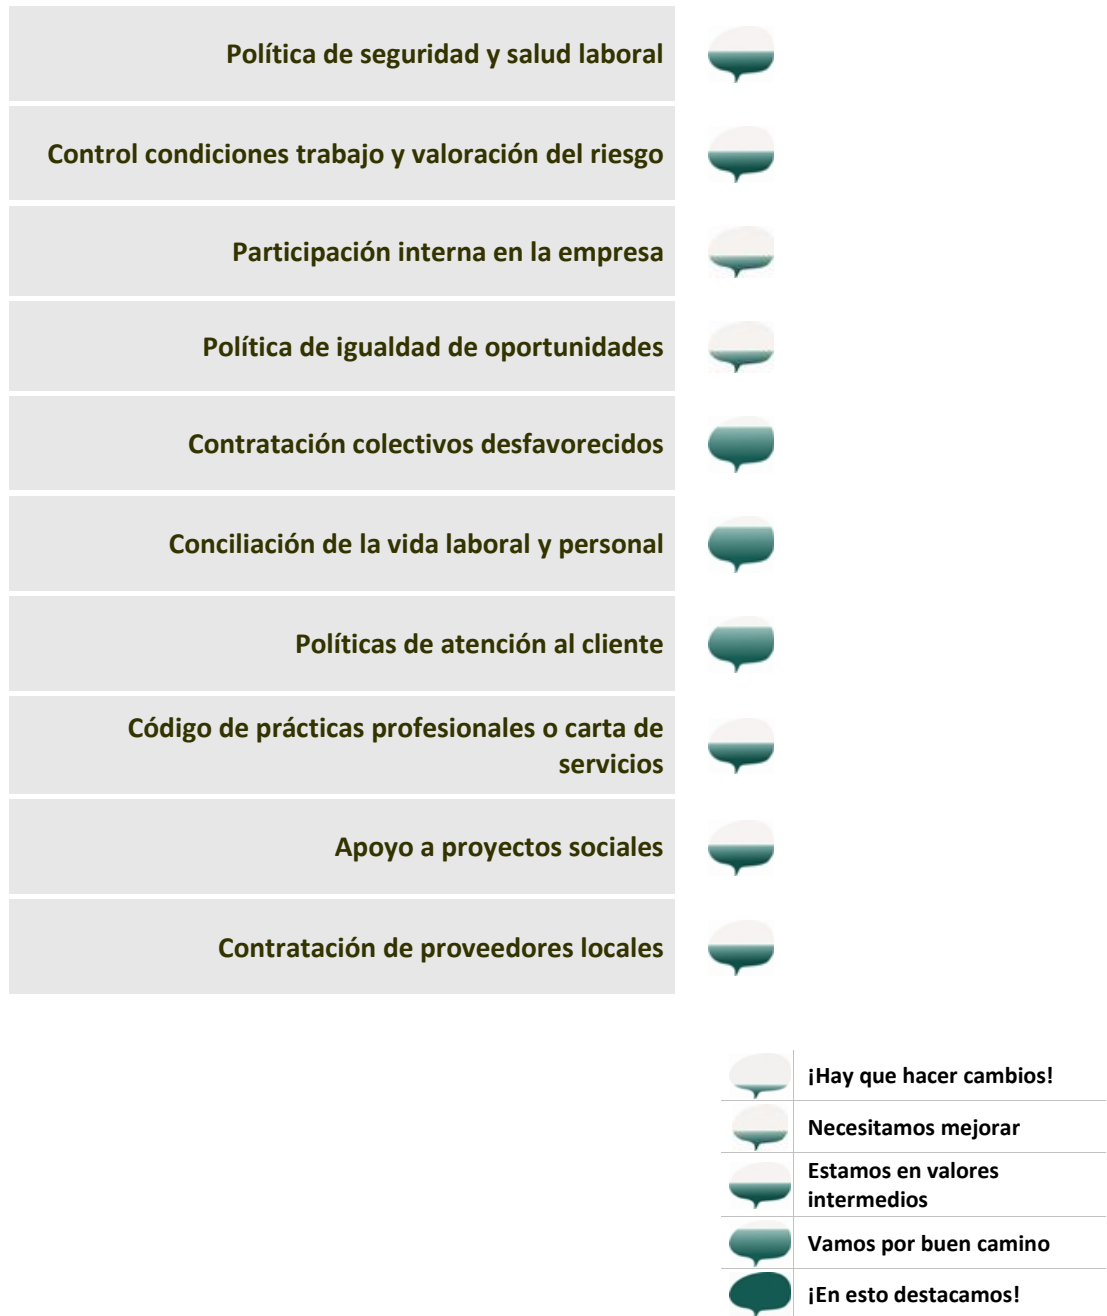 Política de seguridad y salud laboral
Control condiciones trabajo y valoración del riesgo
Participación interna en la empresa
Política de igualdad de oportunidades
Contratación colectivos desfavorecidos
Conciliación de la vida laboral y personal
Políticas de atención al cliente
Código de prácticas profesionales o carta de
servicios
Apoyo a proyectos sociales
Contratación de proveedores locales
¡Hay que hacer cambios!
Necesitamos mejorar
Estamos en valores
intermedios
Vamos por buen camino
¡En esto destacamos!